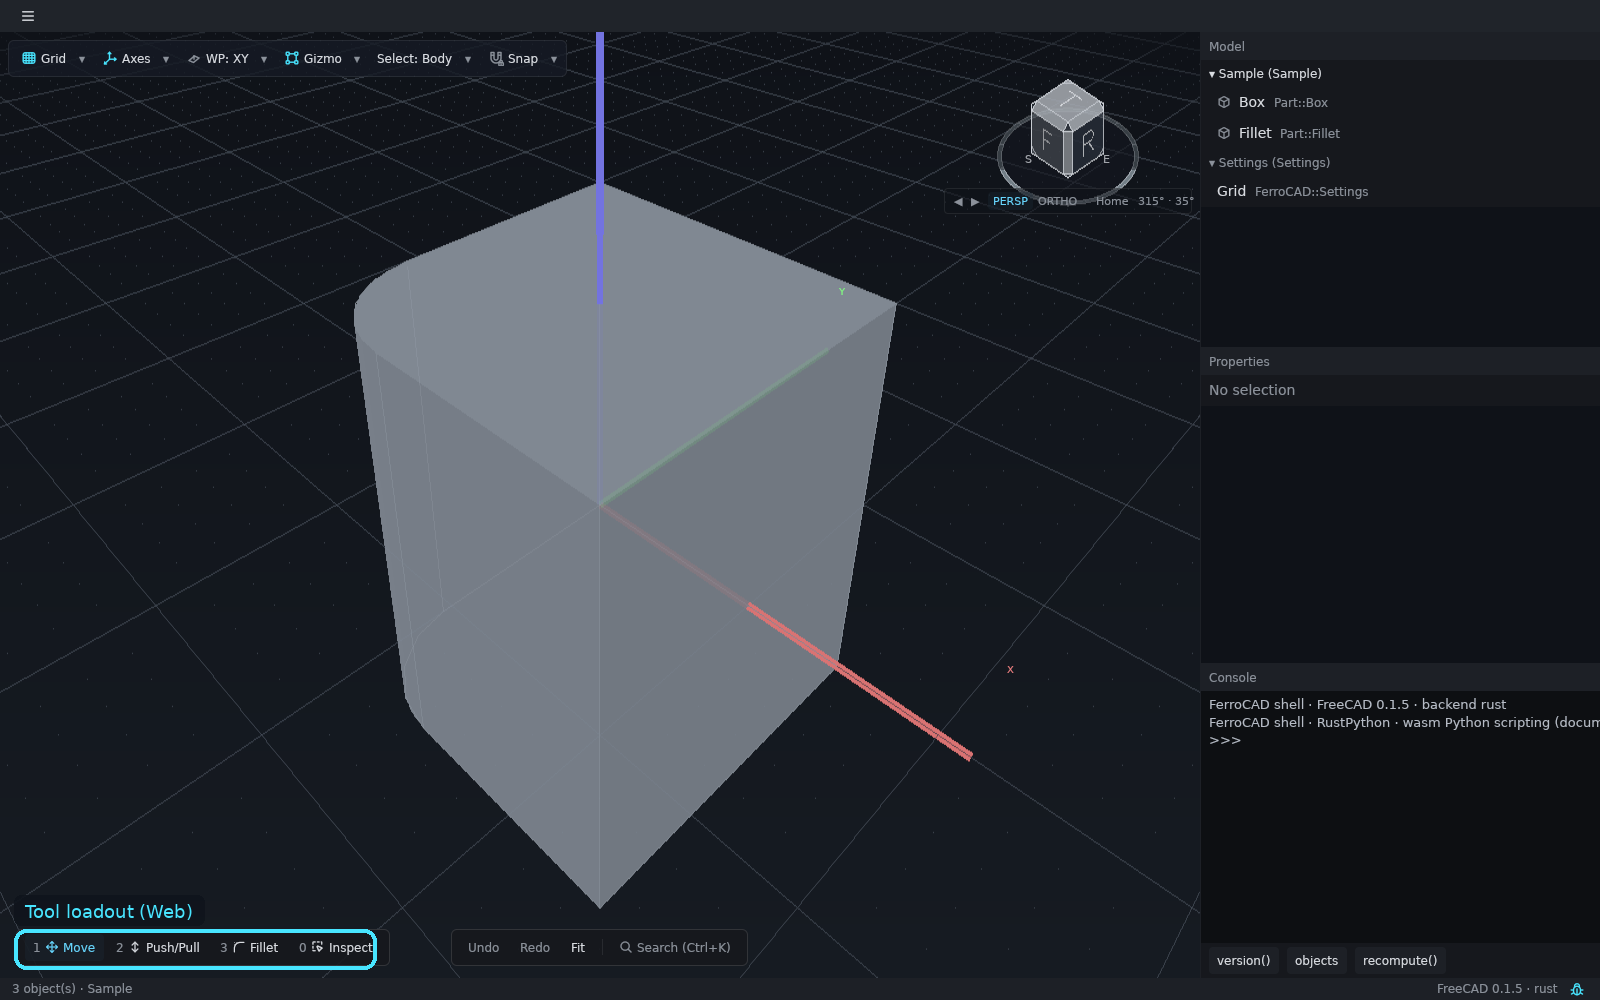 Grid
Axes
WP: XY
Gizmo
Select: Body
Snap
T
F
R
S
E
PERSP ORTHO Home 315° · 35°
Y
X
Tool loadout (Web)
1 Move 2 Push/Pull 3 Fillet 0 Inspect
Undo Redo Fit Search (Ctrl+K)
Model
Sample (Sample)
Box Part::Box
Fillet Part::Fillet
Settings (Settings)
Grid FerroCAD::Settings
Properties
No selection
Console
FerroCAD shell · FreeCAD 0.1.5 · backend rust
FerroCAD shell · RustPython · wasm Python scripting (docum
>>>
version() objects recompute()
3 object(s) · Sample
FreeCAD 0.1.5 · rust